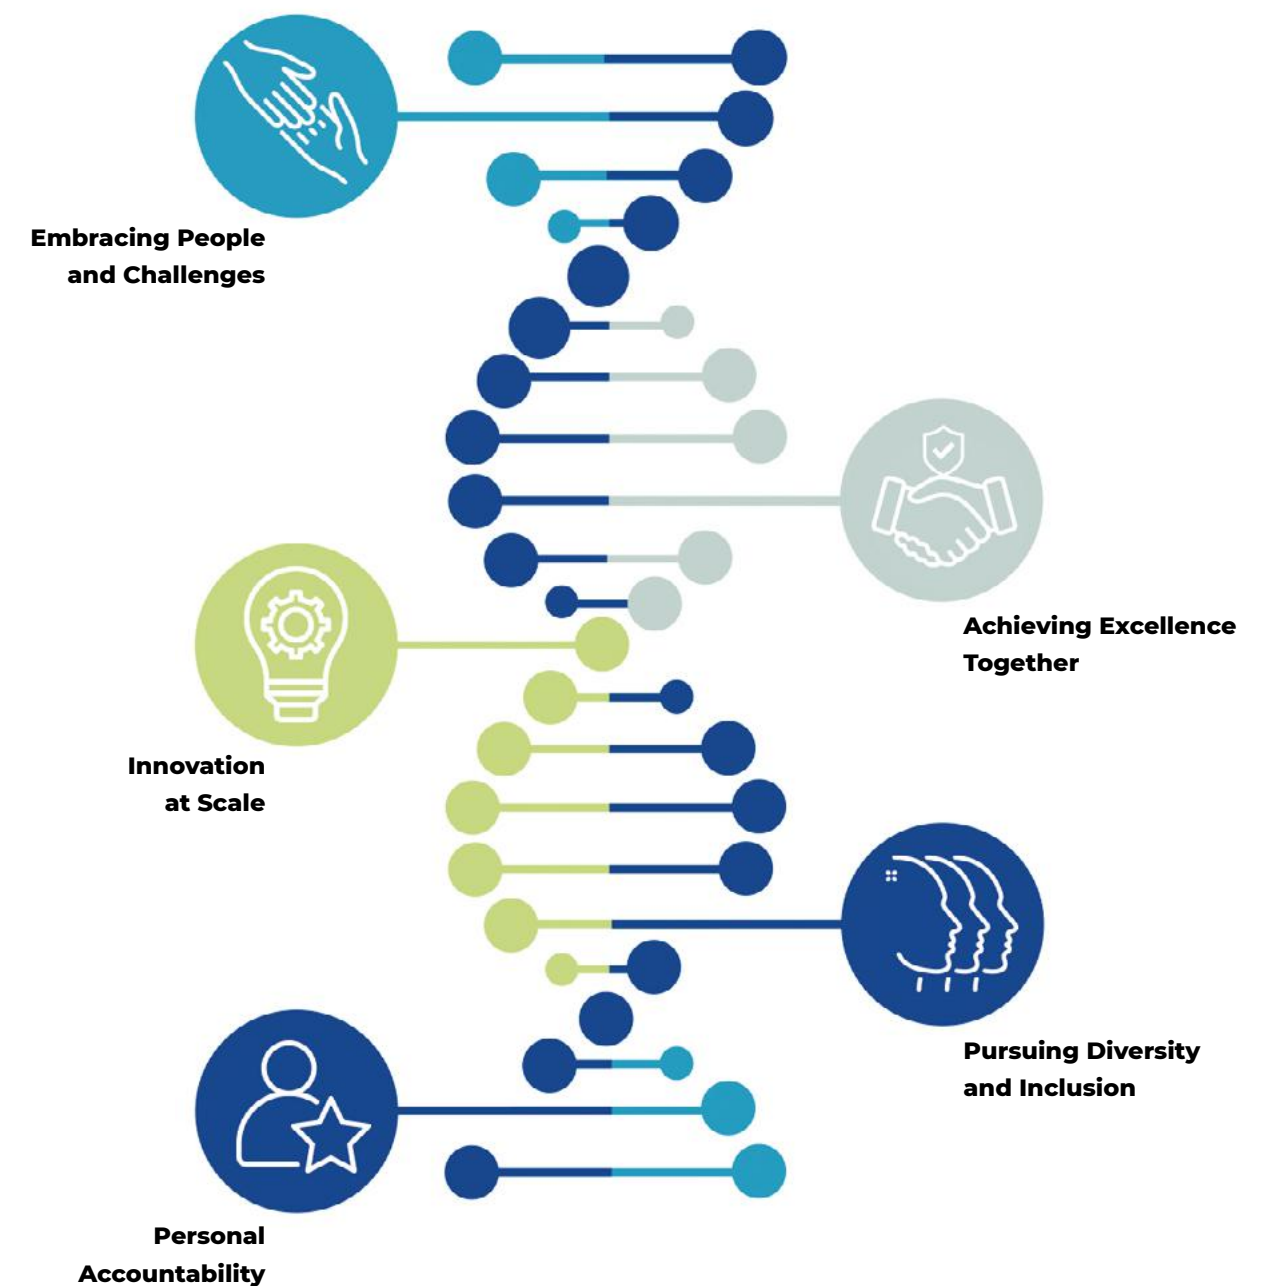 Embracing People
and Challenges
Achieving Excellence
Together
Innovation
at Scale
Pursuing Diversity
and Inclusion
Personal
Accountability